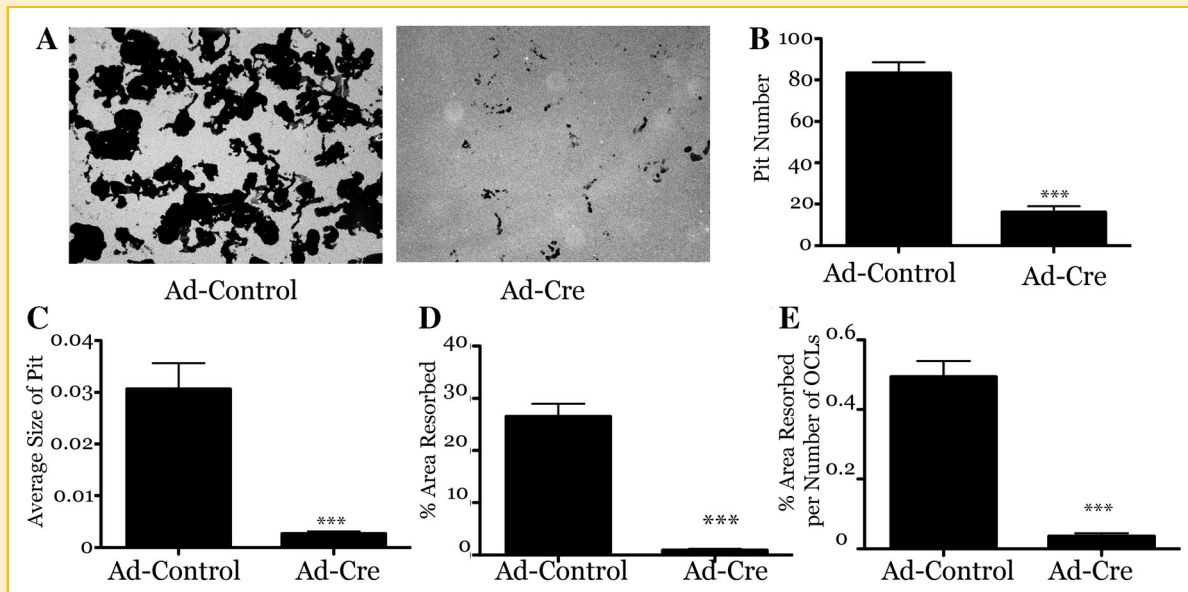 A
Ad-Control
Ad-Cre
B
Pit Number
100
80
60
40
20
0
Ad-Control
Ad-Cre
***
C
Average Size of Pit
0.04
0.03
0.02
0.01
0
Ad-Control
Ad-Cre
***
D
% Area Resorbed
40
30
20
10
0
Ad-Control
Ad-Cre
***
E
% Area Resorbed
per Number of OCLs
0.6
0.4
0.2
0
Ad-Control
Ad-Cre
***